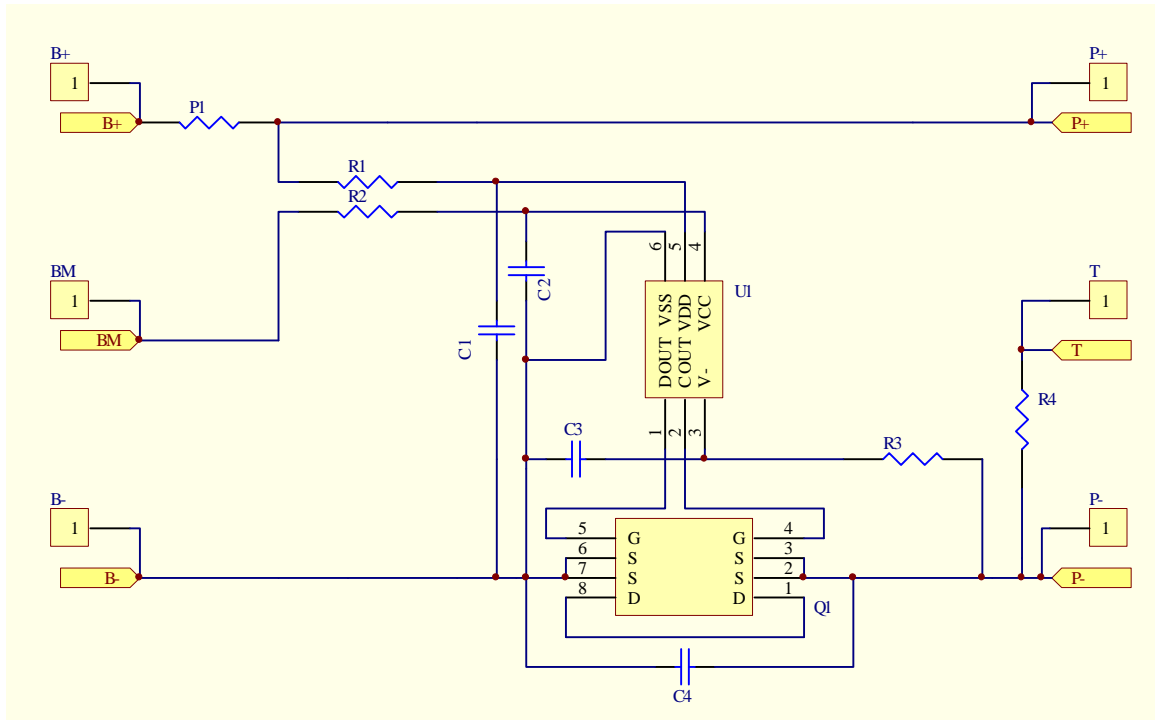 B+
1
B+
P1
P+
1
P+
R1
R2
BM
1
BM
C2
C1
6
5
4
U1
DOUT VSS
COUT VDD
V- VCC
1
2
3
T
1
T
R4
C3
R3
B-
1
B-
5 G G 4
6 S S 3
7 S S 2
8 D D 1
Q1
P-
1
P-
C4